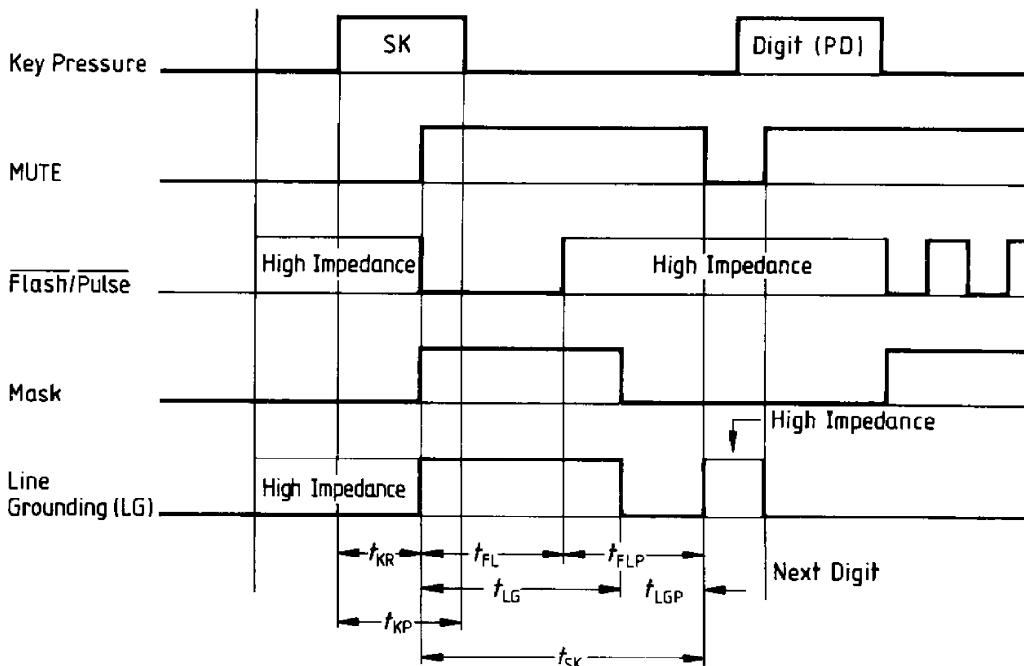 SK
Digit (PD)
Key Pressure
MUTE
High Impedance
High Impedance
Flash/Pulse
Mask
High Impedance
Line
Grounding (LG)
High Impedance
tKR
tFL
tFLP
Next Digit
tLG
tLGP
tKP
tSK